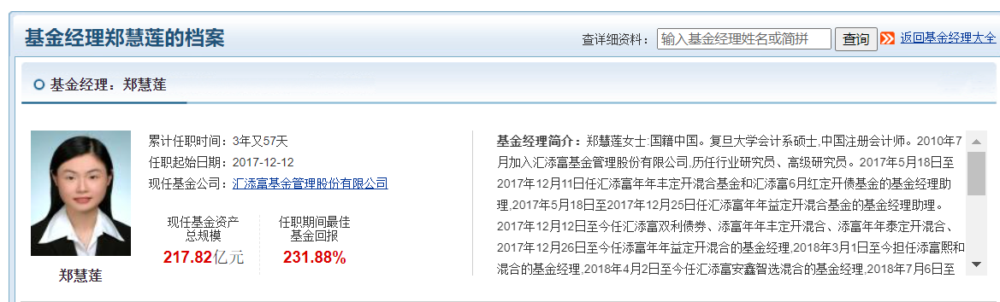 基金经理郑慧莲的档案
查详细资料：
输入基金经理姓名或简拼
查询
返回基金经理大全
基金经理：郑慧莲
郑慧莲
累计任职时间：3年又57天
任职起始日期：2017-12-12
现任基金公司：汇添富基金管理股份有限公司
现任基金资产
总规模
217.82亿元
任职期间最佳
基金回报
231.88%
基金经理简介：郑慧莲女士:国籍中国。复旦大学会计系硕士,中国注册会计师。2010年7
月加入汇添富基金管理股份有限公司,历任行业研究员、高级研究员。2017年5月18日至
2017年12月11日任汇添富年年丰定开混合基金和汇添富6月红定开债基金的基金经理助
理,2017年5月18日至2017年12月25日任汇添富年年益定开混合基金的基金经理助理。
2017年12月12日至今任汇添富双利债券、添富年年丰定开混合、添富年年泰定开混合、
2017年12月26日至今任添富年年益定开混合的基金经理,2018年3月1日至今担任添富熙和
混合的基金经理,2018年4月2日至今任汇添富安鑫智选混合的基金经理,2018年7月6日至